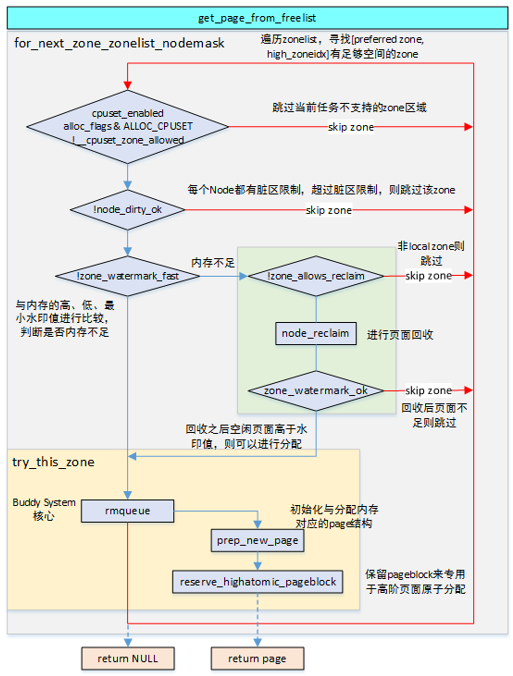 get_page_from_freelist
for_next_zone_zonelist_nodemask
遍历zonelist，寻找[preferred zone,
high_zoneidx]有足够空间的zone
cpuset_enabled
alloc_flags & ALLOC_CPUSET
!__cpuset_zone_allowed
跳过当前任务不支持的zone区域
skip zone
每个Node都有脏区限制，超过脏区限制，则跳过该zone
!node_dirty_ok
skip zone
非local zone则
跳过
!zone_watermark_fast
内存不足
!zone_allows_reclaim
skip zone
与内存的高、低、最
小水印值进行比较，
判断是否内存不足
node_reclaim
进行页面回收
zone_watermark_ok
skip zone
回收后页面不
足则跳过
回收之后空闲页面高于水
印值，则可以进行分配
try_this_zone
Buddy System
核心
rmqueue
初始化与分配内存
对应的page结构
prep_new_page
reserve_highatomic_pageblock
保留pageblock来专用
于高阶页面原子分配
return NULL
return page